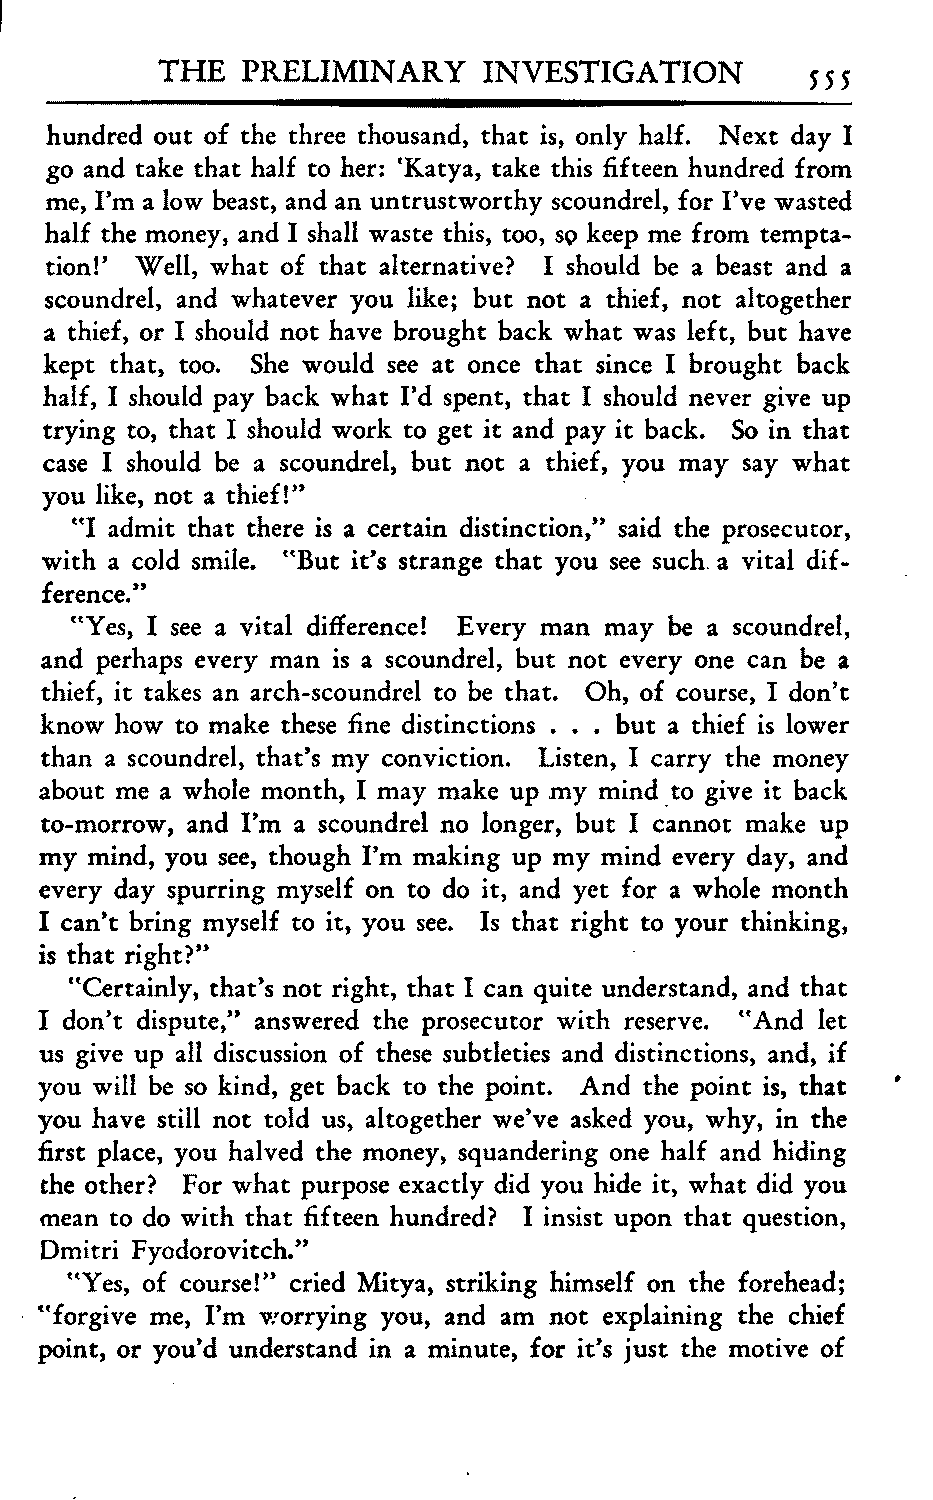 THE PRELIMINARY INVESTIGATION 555
hundred out of the three thousand, that is, only half. Next day I
go and take that half to her: 'Katya, take this fifteen hundred from
me, I'm a low beast, and an untrustworthy scoundrel, for I've wasted
half the money, and I shall waste this, too, so keep me from tempta-
tion!' Well, what of that alternative? I should be a beast and a
scoundrel, and whatever you like; but not a thief, not altogether
a thief, or I should not have brought back what was left, but have
kept that, too. She would see at once that since I brought back
half, I should pay back what I'd spent, that I should never give up
trying to, that I should work to get it and pay it back. So in that
case I should be a scoundrel, but not a thief, you may say what
you like, not a thief!"
"I admit that there is a certain distinction," said the prosecutor,
with a cold smile. "But it's strange that you see such a vital dif-
ference."
"Yes, I see a vital difference! Every man may be a scoundrel,
and perhaps every man is a scoundrel, but not every one can be a
thief, it takes an arch-scoundrel to be that. Oh, of course, I don't
know how to make these fine distinctions . . . but a thief is lower
than a scoundrel, that's my conviction. Listen, I carry the money
about me a whole month, I may make up my mind to give it back
to-morrow, and I'm a scoundrel no longer, but I cannot make up
my mind, you see, though I'm making up my mind every day, and
every day spurring myself on to do it, and yet for a whole month
I can't bring myself to it, you see. Is that right to your thinking,
is that right?"
"Certainly, that's not right, that I can quite understand, and that
I don't dispute," answered the prosecutor with reserve. "And let
us give up all discussion of these subtleties and distinctions, and, if
you will be so kind, get back to the point. And the point is, that
you have still not told us, altogether we've asked you, why, in the
first place, you halved the money, squandering one half and hiding
the other? For what purpose exactly did you hide it, what did you
mean to do with that fifteen hundred? I insist upon that question,
Dmitri Fyodorovitch."
"Yes, of course!" cried Mitya, striking himself on the forehead;
"forgive me, I'm worrying you, and am not explaining the chief
point, or you'd understand in a minute, for it's just the motive of